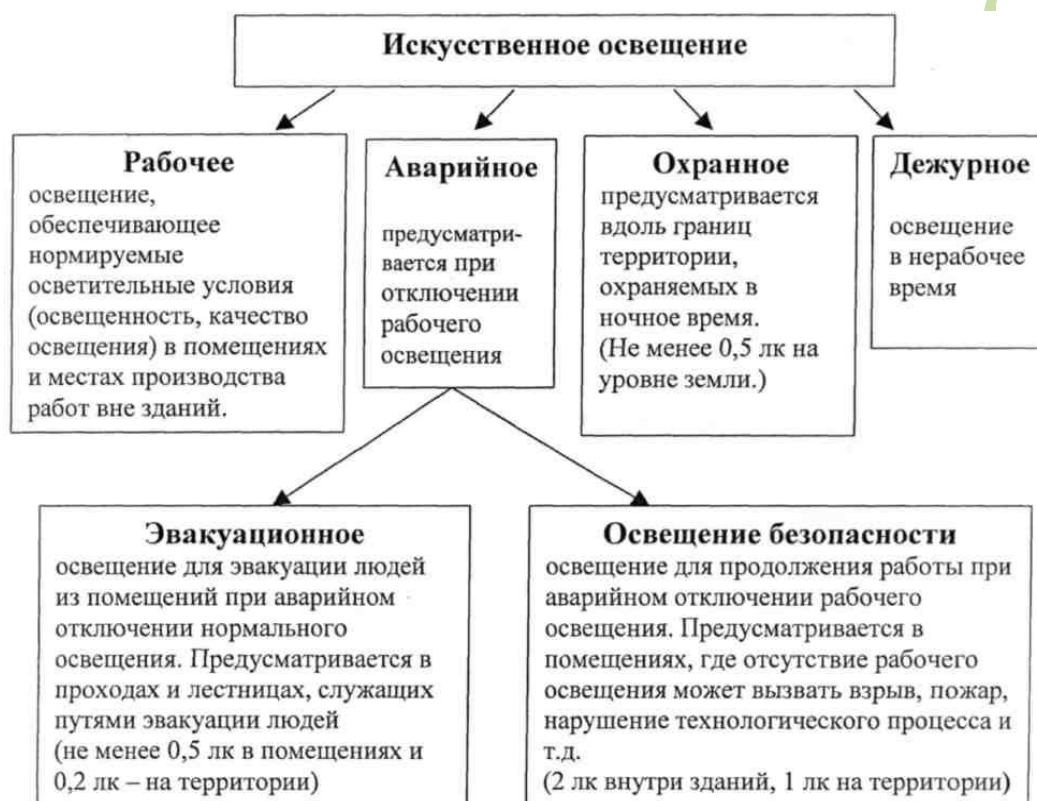 Искусственное освещение
Рабочее
освещение,
обеспечивающее
нормируемые
осветительные условия
(освещенность, качество
освещения) в помещениях
и местах производства
работ вне зданий.
Аварийное
предусматри-
вается при
отключении
рабочего
освещения
Охранное
предусматривается
вдоль границ
территории,
охраняемых в
ночное время.
(Не менее 0,5 лк на
уровне земли.)
Дежурное
освещение
в нерабочее
время
Эвакуационное
освещение для эвакуации людей
из помещений при аварийном
отключении нормального
освещения. Предусматривается в
проходах и лестницах, служащих
путями эвакуации людей
(не менее 0,5 лк в помещениях и
0,2 лк – на территории)
Освещение безопасности
освещение для продолжения работы при
аварийном отключении рабочего
освещения. Предусматривается в
помещениях, где отсутствие рабочего
освещения может вызвать взрыв, пожар,
нарушение технологического процесса и
т.д.
(2 лк внутри зданий, 1 лк на территории)